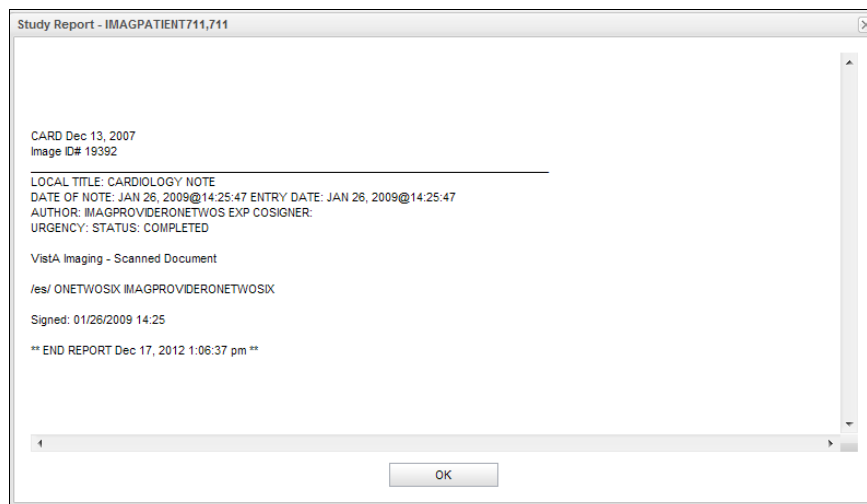 Study Report - IMAGPATIENT711,711
CARD Dec 13, 2007
Image ID# 19392
LOCAL TITLE: CARDIOLOGY NOTE
DATE OF NOTE: JAN 26, 2009@14:25:47 ENTRY DATE: JAN 26, 2009@14:25:47
AUTHOR: IMAGPROVIDERONETWOS EXP COSIGNER:
URGENCY: STATUS: COMPLETED
VistA Imaging - Scanned Document
/es/ ONETWOSIX IMAGPROVIDERONETWOSIX
Signed: 01/26/2009 14:25
** END REPORT Dec 17, 2012 1:06:37 pm **
OK